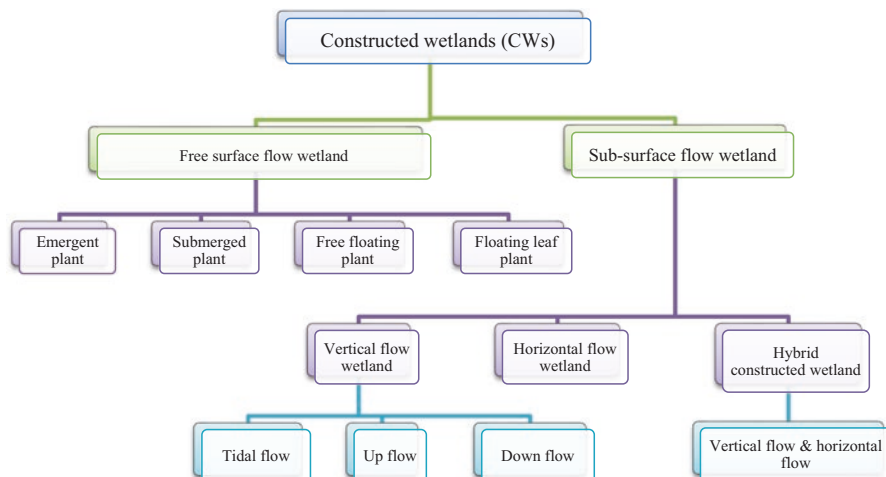 Constructed wetlands (CWs)
Free surface flow wetland
Sub-surface flow wetland
Emergent
plant
Submerged
plant
Free floating
plant
Floating leaf
plant
Vertical flow
wetland
Horizontal flow
wetland
Hybrid
constructed wetland
Tidal flow
Up flow
Down flow
Vertical flow & horizontal
flow